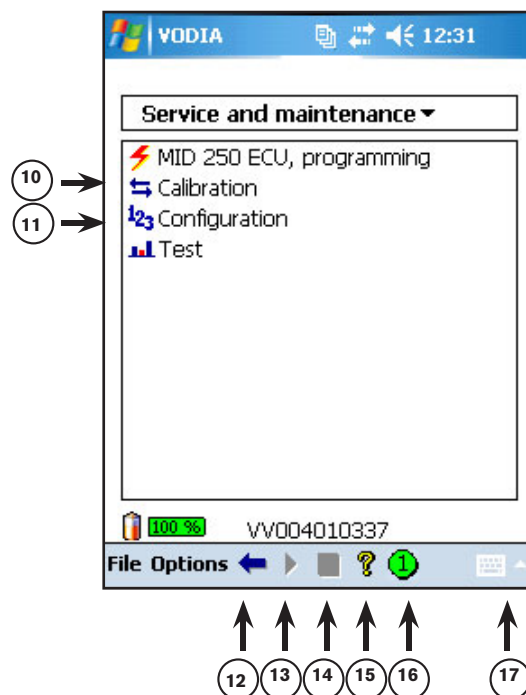 VODIA 12:31
Service and maintenance
MID 250 ECU, programming
10
Calibration
11
123 Configuration
Test
100 %
VV004010337
File Options ? 1
12 13 14 15 16 17